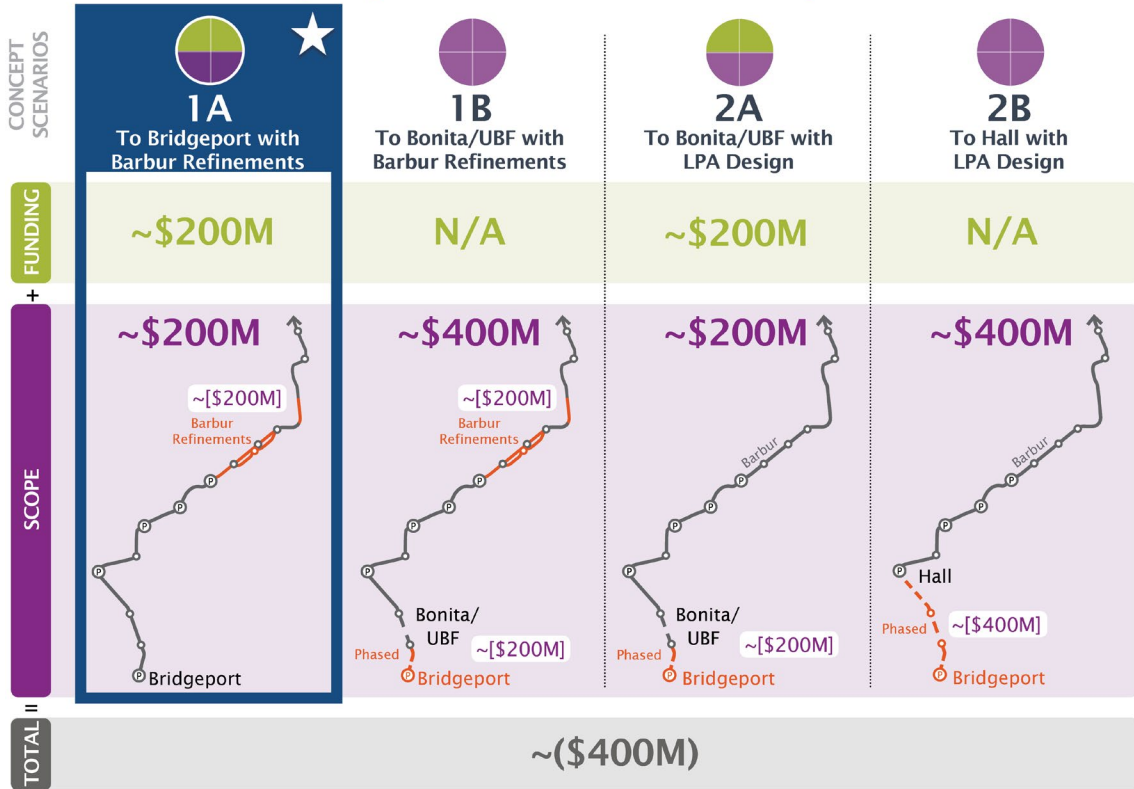 CONCEPT
SCENARIOS
1A
To Bridgeport with
Barbur Refinements
1B
To Bonita/UBF with
Barbur Refinements
2A
To Bonita/UBF with
LPA Design
2B
To Hall with
LPA Design
FUNDING
~$200M
N/A
~$200M
N/A
+
SCOPE
~$200M
~[$200M]
Barbur
Refinements
P
P
P
P
P Bridgeport
~$400M
~[$200M]
Barbur
Refinements
P
P
P
P
Bonita/
UBF
Phased
~[$200M]
P Bridgeport
~$200M
Barbur
P
P
P
P
Bonita/
UBF
Phased
~[$200M]
P Bridgeport
~$400M
Barbur
P
P
P
P Hall
Phased
~[$400M]
P Bridgeport
=
TOTAL
~($400M)